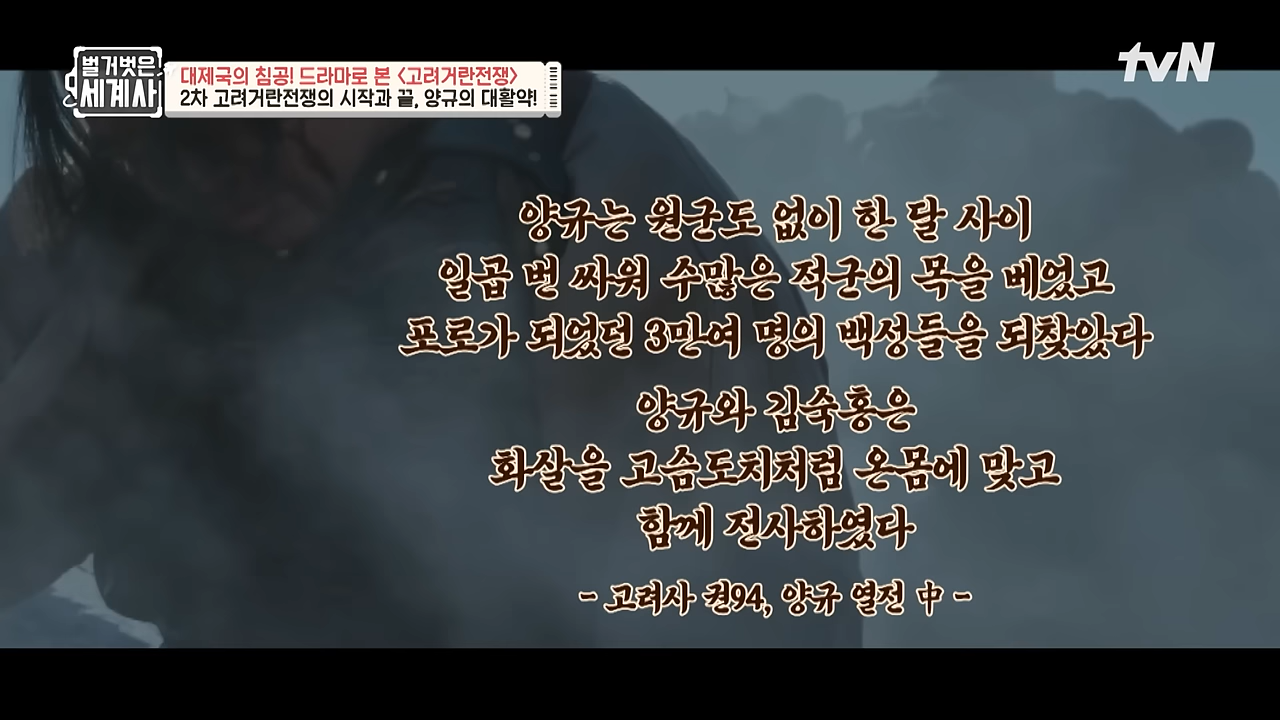 벌거벗은
세계사
대제국의 침공! 드라마로 본 <고려거란전쟁>
2차 고려거란전쟁의 시작과 끝, 양규의 대활약!
tvN
양규는 원군도 없이 한 달 사이
일곱 번 싸워 수많은 적군의 목을 베었고
포로가 되었던 3만여 명의 백성들을 되찾았다
양규와 김숙흥은
화살을 고슴도치처럼 온몸에 맞고
함께 전사하였다
- 고려사 권94, 양규 열전 中 -